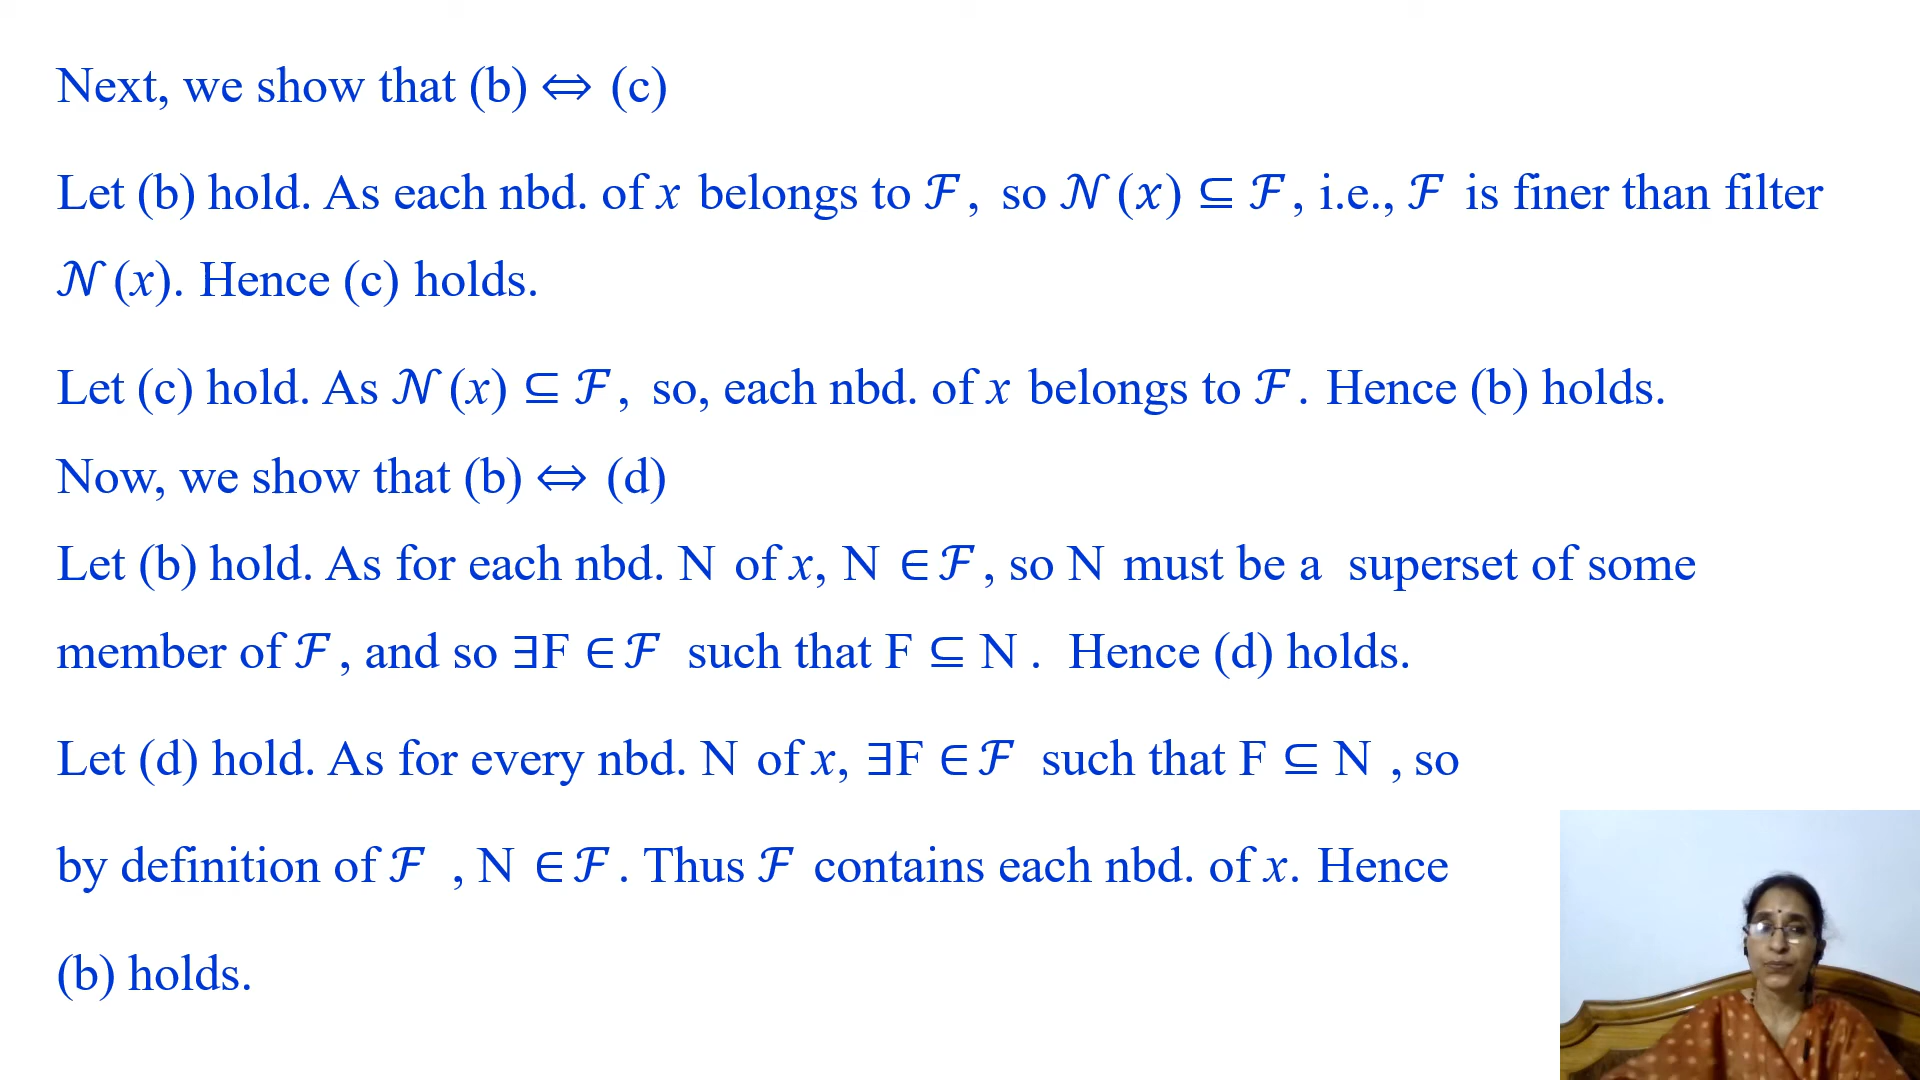 Next, we show that (b) ⇔ (c)
Let (b) hold. As each nbd. of x belongs to ℱ, so 𝒩(x) ⊆ ℱ, i.e., ℱ is finer than filter
𝒩(x). Hence (c) holds.
Let (c) hold. As 𝒩(x) ⊆ ℱ, so, each nbd. of x belongs to ℱ. Hence (b) holds.
Now, we show that (b) ⇔ (d)
Let (b) hold. As for each nbd. N of x, N ∈ ℱ, so N must be a superset of some
member of ℱ, and so ∃F ∈ ℱ such that F ⊆ N. Hence (d) holds.
Let (d) hold. As for every nbd. N of x, ∃F ∈ ℱ such that F ⊆ N , so
by definition of ℱ , N ∈ ℱ. Thus ℱ contains each nbd. of x. Hence
(b) holds.